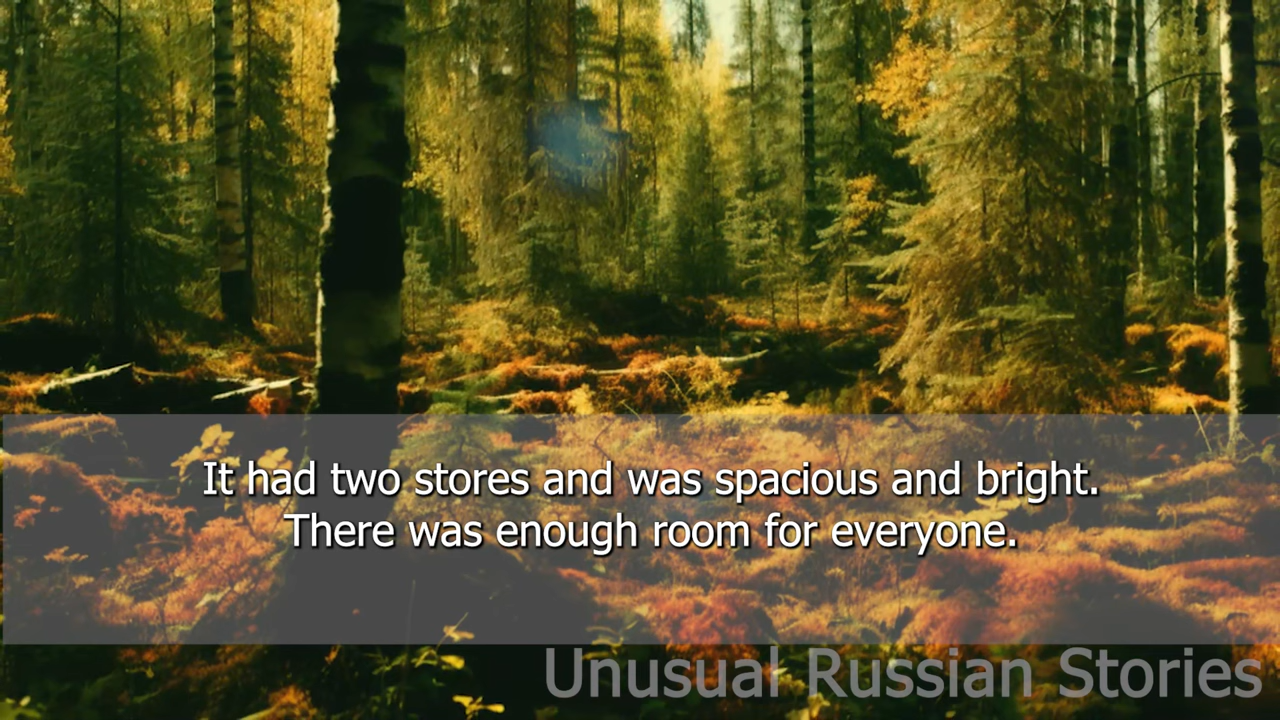 It had two stores and was spacious and bright.
There was enough room for everyone.
Unusual Russian Stories